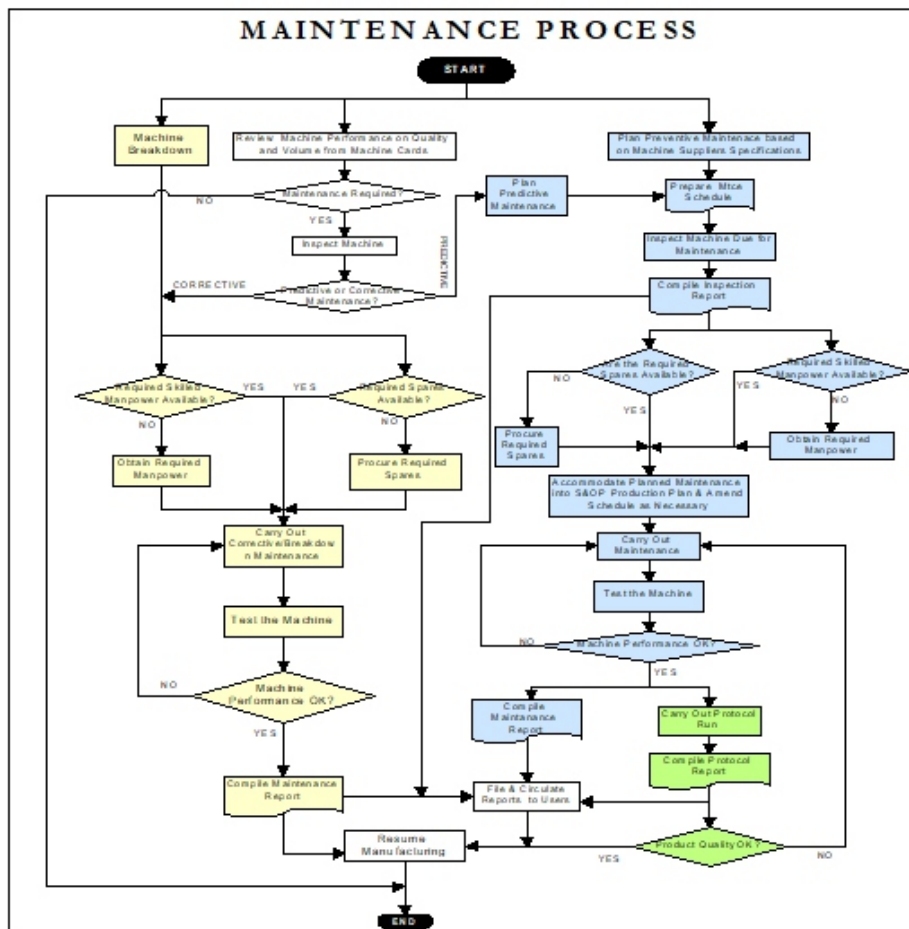 MAINTENANCE PROCESS
START
Machine
Breakdown
Review Machine Performance on Quality
and Volume from Machine Cards
Plan Preventive Maintenace based
on Machine Suppliers Specifications
Maintenance Required?
NO
YES
Plan
Predictive
Maintenance
Prepare Mtce
Schedule
Inspect Machine
PREDICTIVE
Inspect Machine Due for
Maintenance
CORRECTIVE
Predictive or Corrective
Maintenance?
Compile Inspection
Report
Required Skilled
Manpower Available?
YES
YES
Required Spares
Available?
Are the Required
Spares Available?
Required Skilled
Manpower Available?
NO
YES
YES
NO
NO
NO
Obtain Required
Manpower
Procure Required
Spares
Procure
Required
Spares
Obtain Required
Manpower
Accommodate Planned Maintenance
into S&OP Production Plan & Amend
Schedule as Necessary
Carry Out
Corrective/Breakdow
n Maintenance
Carry Out
Maintenance
Test the Machine
Test the Machine
NO
Machine Performance OK?
YES
NO
Machine
Performance OK?
YES
Compile
Maintanance
Report
Carry Out Protocol
Run
Compile Protocol
Report
Compile Maintenance
Report
File & Circulate
Reports to Users
Resume
Manufacturing
YES
Product Quality OK?
NO
END